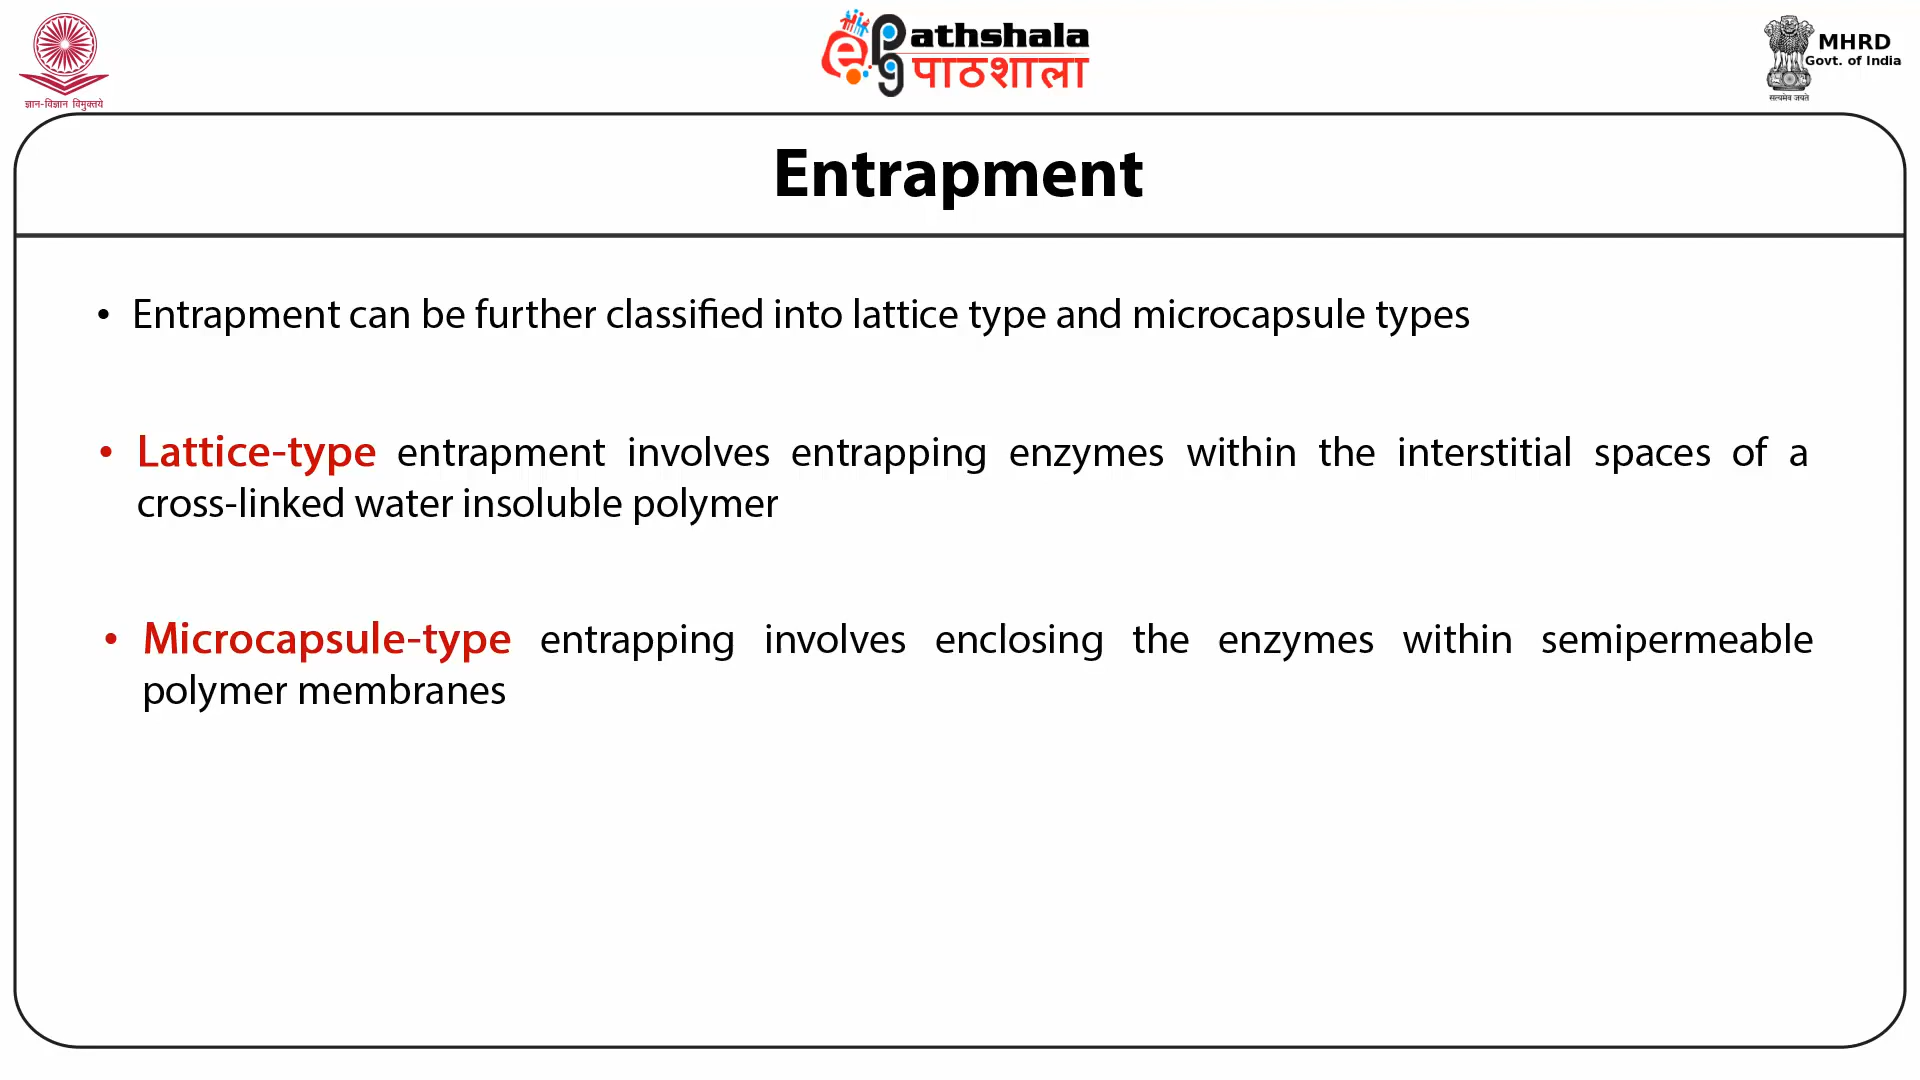 ज्ञान-विज्ञान विमुक्तये
ePG
athshala
पाठशाला
MHRD
Govt. of India
सत्यमेव जयते
Entrapment
• Entrapment can be further classified into lattice type and microcapsule types
• Lattice-type entrapment involves entrapping enzymes within the interstitial spaces of a
cross-linked water insoluble polymer
• Microcapsule-type entrapping involves enclosing the enzymes within semipermeable
polymer membranes